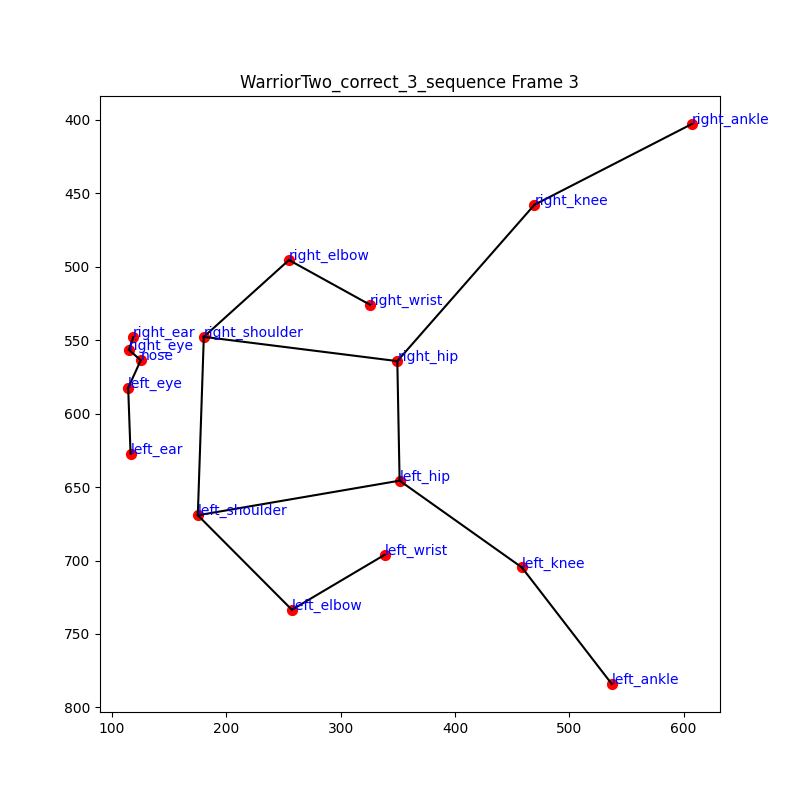 WarriorTwo_correct_3_sequence Frame 3
400
right_ankle
450
right_knee
500
right_elbow
right_wrist
550
right_ear
right_shoulder
right_eye
nose
right_hip
left_eye
600
left_ear
left_hip
650
left_shoulder
700
left_wrist
left_knee
left_elbow
750
left_ankle
800
100 200 300 400 500 600